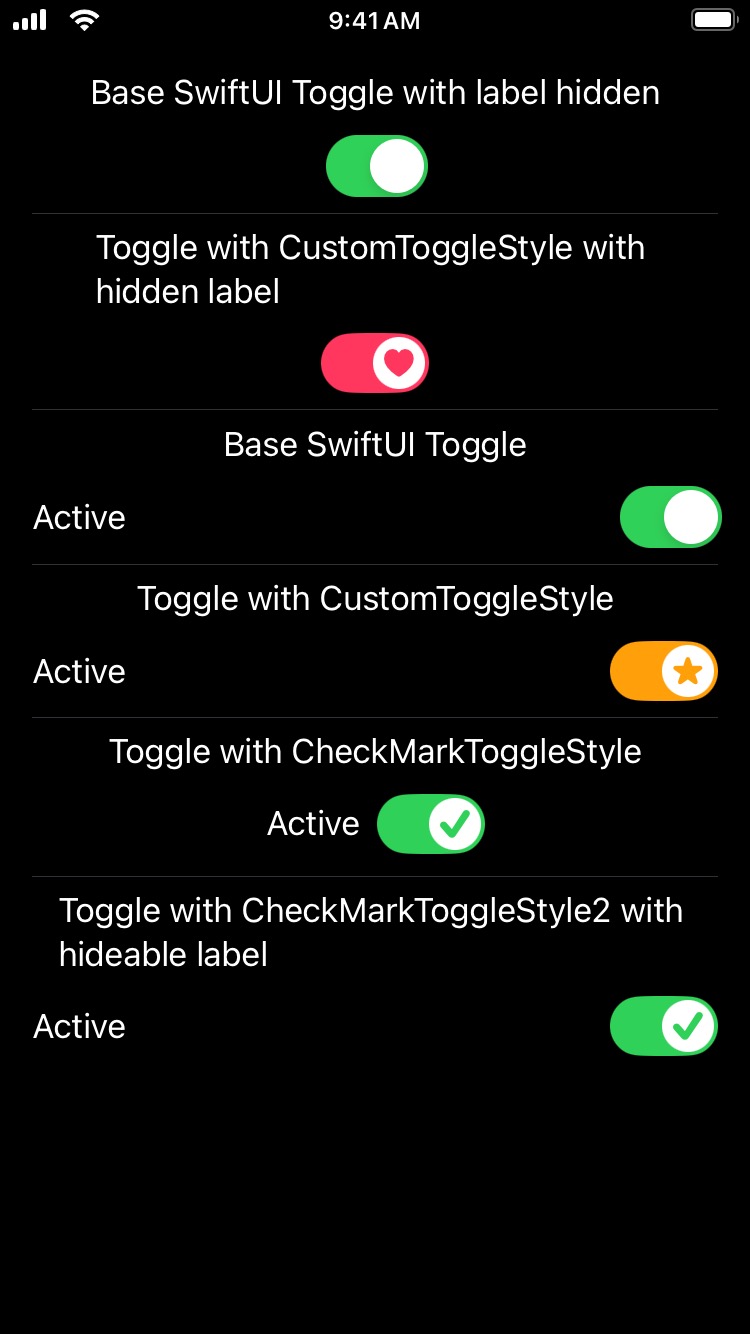 9:41 AM
Base SwiftUI Toggle with label hidden
Toggle with CustomToggleStyle with
hidden label
Base SwiftUI Toggle
Active
Toggle with CustomToggleStyle
Active
Toggle with CheckMarkToggleStyle
Active
Toggle with CheckMarkToggleStyle2 with
hideable label
Active